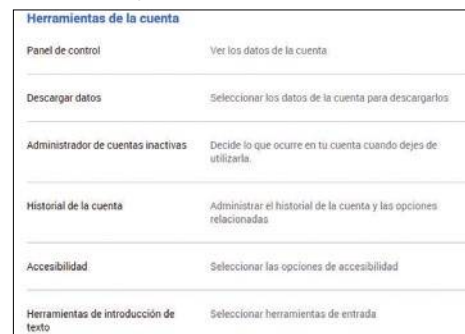 Herramientas de la cuenta
Panel de control Ver los datos de la cuenta
Descargar datos Seleccionar los datos de la cuenta para descargarlos
Administrador de cuentas inactivas Decide lo que ocurre en tu cuenta cuando dejes de
utilizarla.
Historial de la cuenta Administrar el historial de la cuenta y las opciones
relacionadas
Accesibilidad Seleccionar las opciones de accesibilidad
Herramientas de introducción de Seleccionar herramientas de entrada
texto